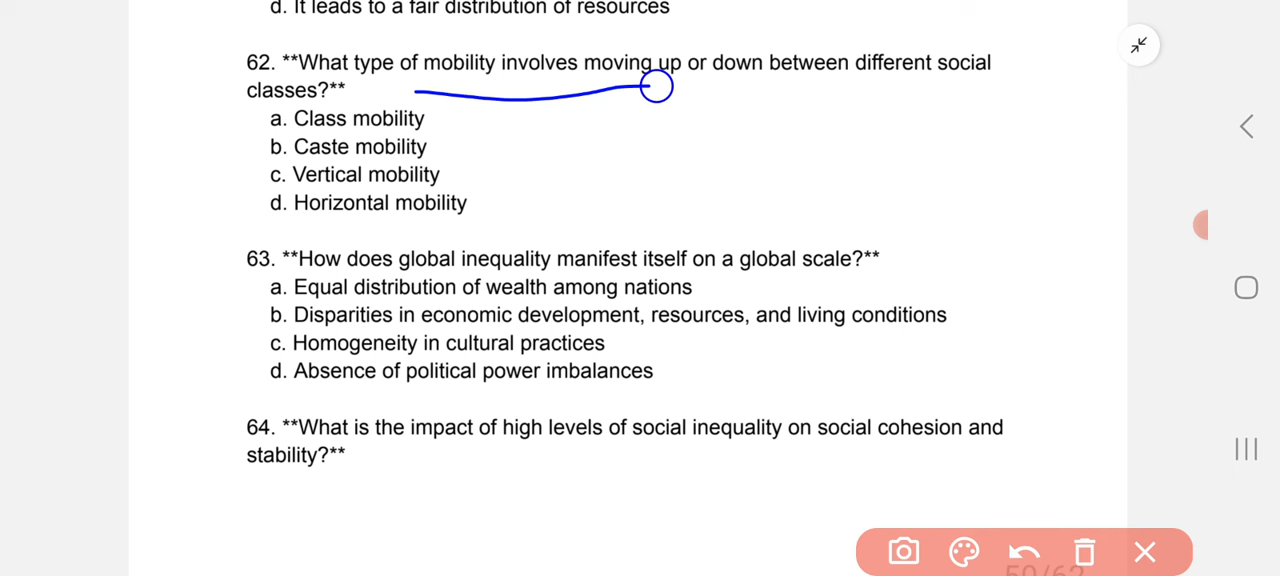 d. It leads to a fair distribution of resources
62. **What type of mobility involves moving up or down between different social
classes?**
a. Class mobility
b. Caste mobility
c. Vertical mobility
d. Horizontal mobility
63. **How does global inequality manifest itself on a global scale?**
a. Equal distribution of wealth among nations
b. Disparities in economic development, resources, and living conditions
c. Homogeneity in cultural practices
d. Absence of political power imbalances
64. **What is the impact of high levels of social inequality on social cohesion and
stability?**